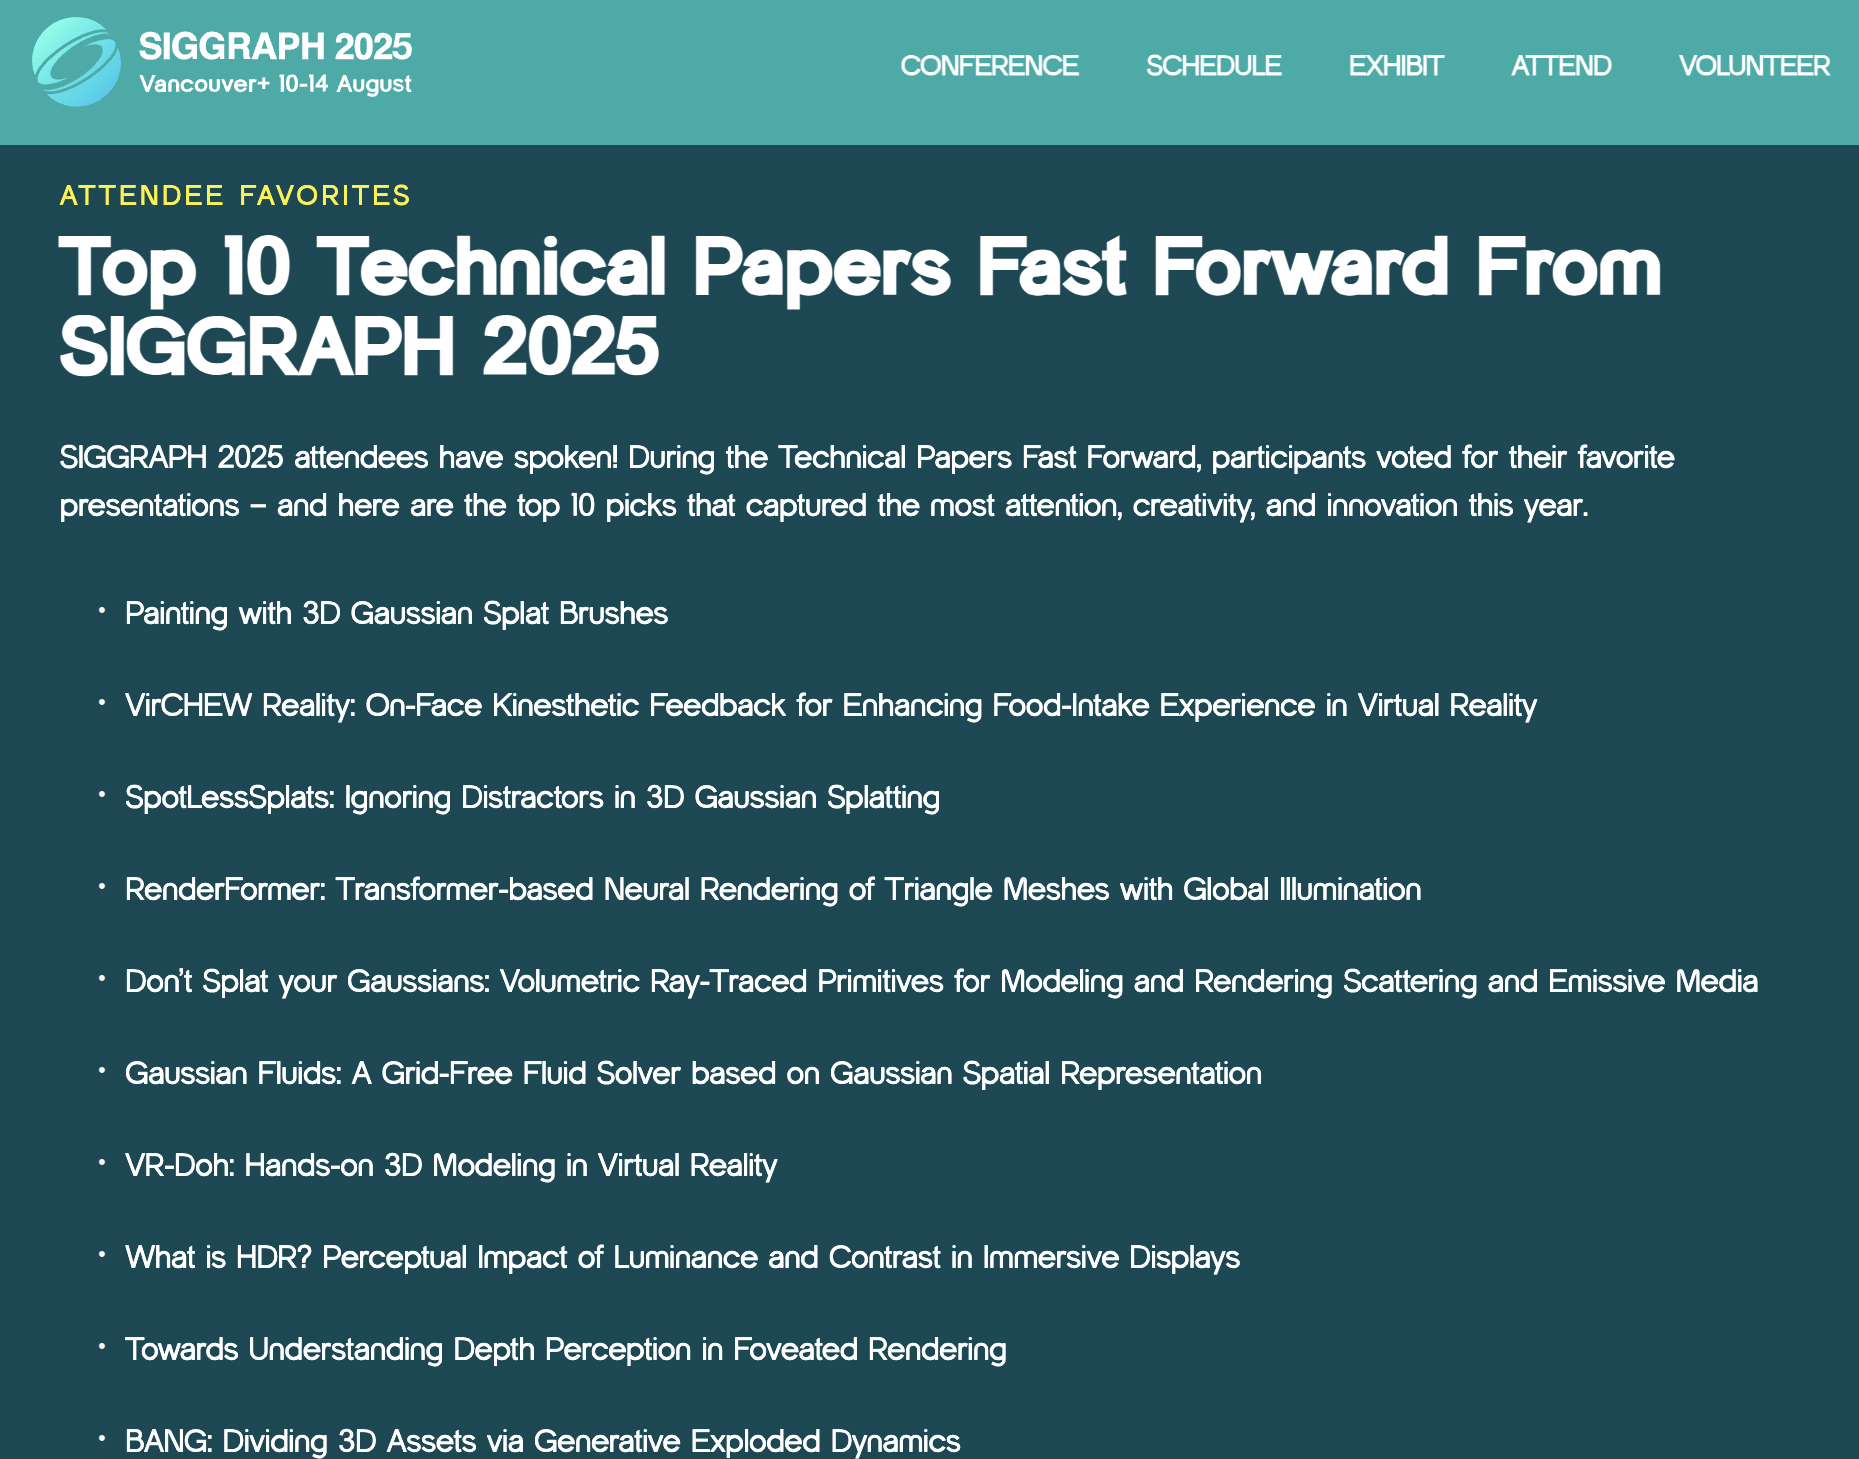 SIGGRAPH 2025
Vancouver+ 10-14 August
CONFERENCE SCHEDULE EXHIBIT ATTEND VOLUNTEER
ATTENDEE FAVORITES
Top 10 Technical Papers Fast Forward From
SIGGRAPH 2025
SIGGRAPH 2025 attendees have spoken! During the Technical Papers Fast Forward, participants voted for their favorite
presentations – and here are the top 10 picks that captured the most attention, creativity, and innovation this year.
• Painting with 3D Gaussian Splat Brushes
• VirCHEW Reality: On-Face Kinesthetic Feedback for Enhancing Food-Intake Experience in Virtual Reality
• SpotLessSplats: Ignoring Distractors in 3D Gaussian Splatting
• RenderFormer: Transformer-based Neural Rendering of Triangle Meshes with Global Illumination
• Don’t Splat your Gaussians: Volumetric Ray-Traced Primitives for Modeling and Rendering Scattering and Emissive Media
• Gaussian Fluids: A Grid-Free Fluid Solver based on Gaussian Spatial Representation
• VR-Doh: Hands-on 3D Modeling in Virtual Reality
• What is HDR? Perceptual Impact of Luminance and Contrast in Immersive Displays
• Towards Understanding Depth Perception in Foveated Rendering
• BANG: Dividing 3D Assets via Generative Exploded Dynamics